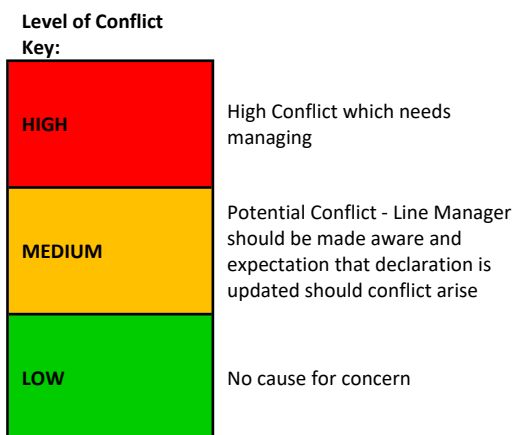 Level of Conflict
Key:
HIGH
High Conflict which needs
managing
MEDIUM
Potential Conflict - Line Manager
should be made aware and
expectation that declaration is
updated should conflict arise
LOW
No cause for concern